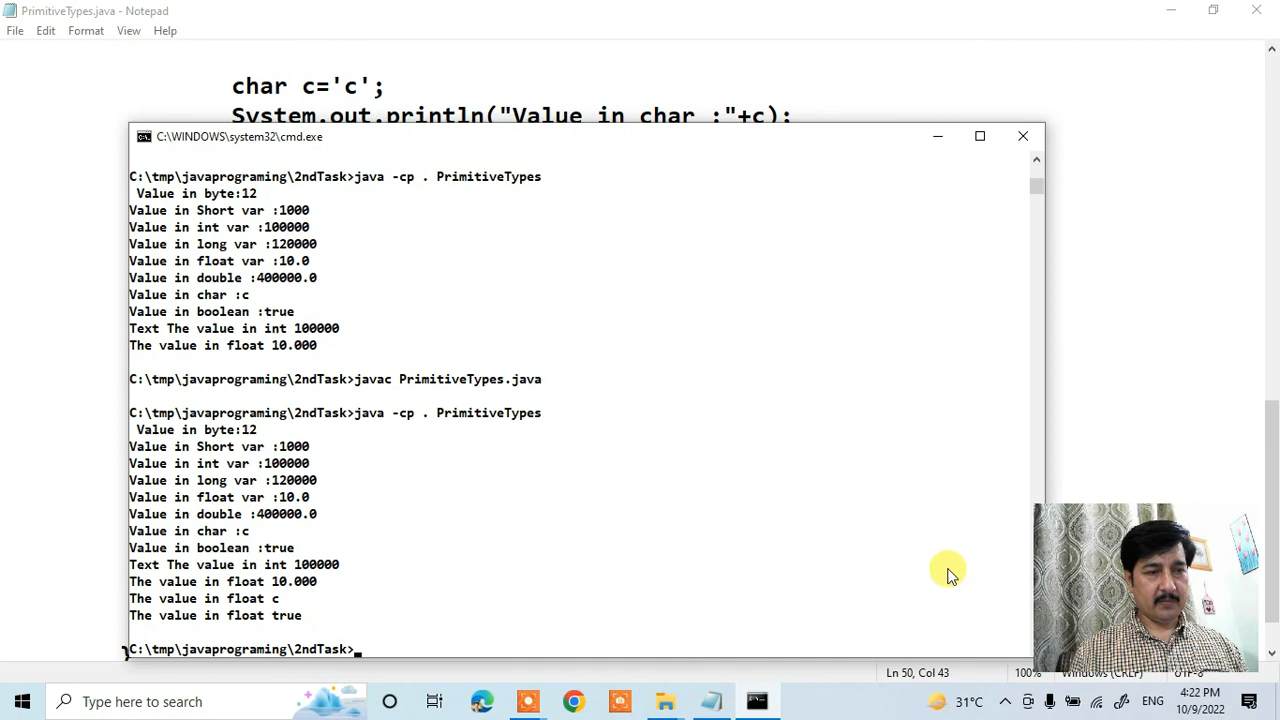 PrimitiveTypes.java - Notepad
File Edit Format View Help
char c='c';
System.out.println("Value in char :"+c);
C:\WINDOWS\system32\cmd.exe
C:\tmp\javaprograming\2ndTask>java -cp . PrimitiveTypes
Value in byte:12
Value in Short var :1000
Value in int var :100000
Value in long var :120000
Value in float var :10.0
Value in double :400000.0
Value in char :c
Value in boolean :true
Text The value in int 100000
The value in float 10.000
C:\tmp\javaprograming\2ndTask>javac PrimitiveTypes.java
C:\tmp\javaprograming\2ndTask>java -cp . PrimitiveTypes
Value in byte:12
Value in Short var :1000
Value in int var :100000
Value in long var :120000
Value in float var :10.0
Value in double :400000.0
Value in char :c
Value in boolean :true
Text The value in int 100000
The value in float 10.000
The value in float c
The value in float true
C:\tmp\javaprograming\2ndTask>
}
Ln 50, Col 43 100% Windows (CRLF) UTF-8
Type here to search 31°C ENG 4:22 PM
10/9/2022